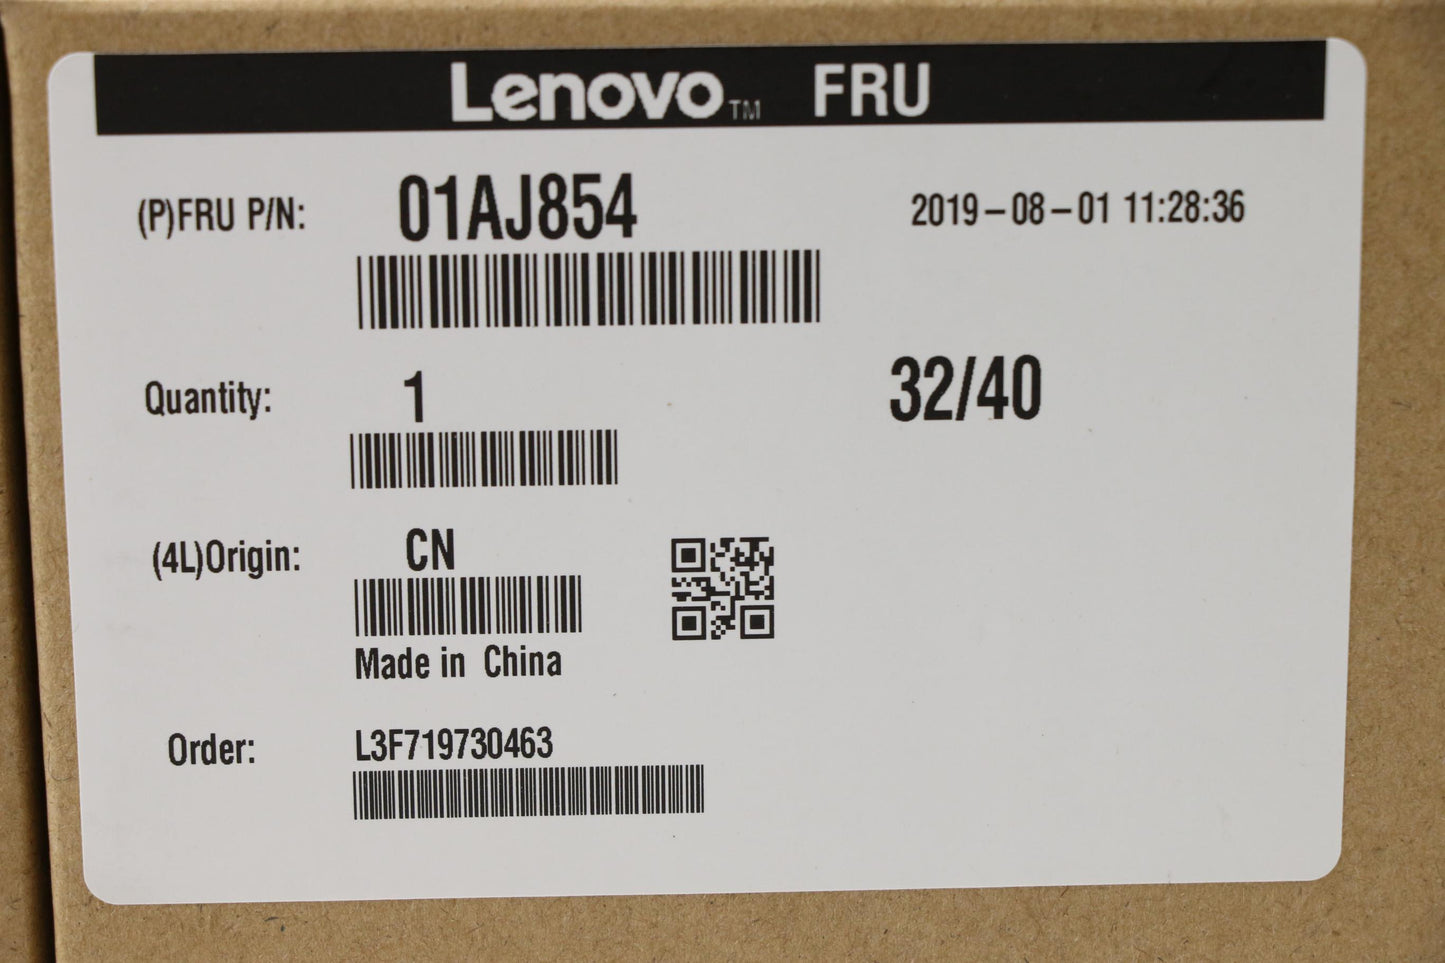 Lenovo™ FRU
(P)FRU P/N: 01AJ854 2019-08-01 11:28:36
Quantity: 1 32/40
(4L)Origin: CN
Made in China
Order: L3F719730463